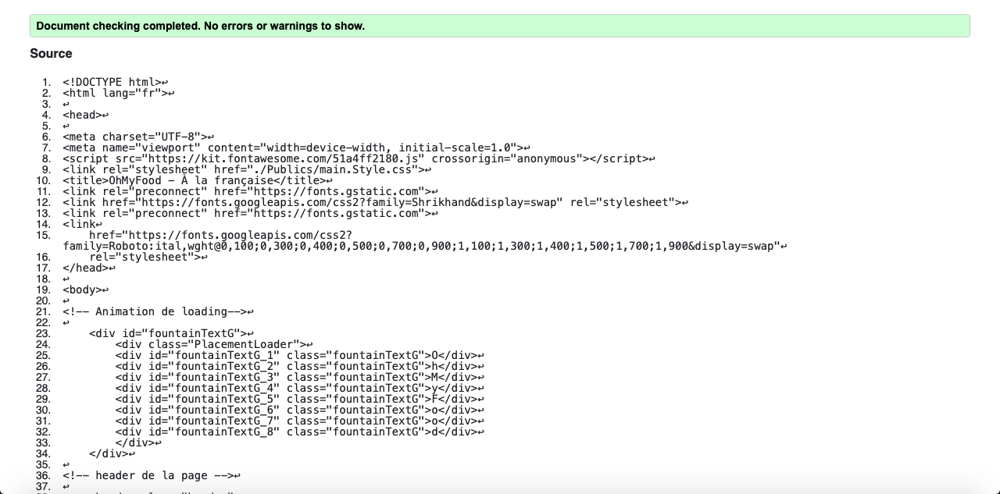 Document checking completed. No errors or warnings to show.
Source
1. <!DOCTYPE html>↩
2. <html lang="fr">↩
3. ↩
4. <head>↩
5. ↩
6. <meta charset="UTF-8">↩
7. <meta name="viewport" content="width=device-width, initial-scale=1.0">↩
8. <script src="https://kit.fontawesome.com/51a4ff2180.js" crossorigin="anonymous"></script>↩
9. <link rel="stylesheet" href="./Publics/main.Style.css">↩
10. <title>OhMyFood - À la française</title>↩
11. <link rel="preconnect" href="https://fonts.gstatic.com">↩
12. <link href="https://fonts.googleapis.com/css2?family=Shrikhand&display=swap" rel="stylesheet">↩
13. <link rel="preconnect" href="https://fonts.gstatic.com">↩
14. <link↩
15. href="https://fonts.googleapis.com/css2?
family=Roboto:ital,wght@0,100;0,300;0,400;0,500;0,700;0,900;1,100;1,300;1,400;1,500;1,700;1,900&display=swap"↩
16. rel="stylesheet">↩
17. </head>↩
18. ↩
19. <body>↩
20. ↩
21. <!-- Animation de loading-->↩
22. ↩
23. <div id="fountainTextG">↩
24. <div class="PlacementLoader">↩
25. <div id="fountainTextG_1" class="fountainTextG">O</div>↩
26. <div id="fountainTextG_2" class="fountainTextG">h</div>↩
27. <div id="fountainTextG_3" class="fountainTextG">M</div>↩
28. <div id="fountainTextG_4" class="fountainTextG">y</div>↩
29. <div id="fountainTextG_5" class="fountainTextG">F</div>↩
30. <div id="fountainTextG_6" class="fountainTextG">o</div>↩
31. <div id="fountainTextG_7" class="fountainTextG">o</div>↩
32. <div id="fountainTextG_8" class="fountainTextG">d</div>↩
33. </div>↩
34. </div>↩
35. ↩
36. <!-- header de la page -->↩
37. ↩